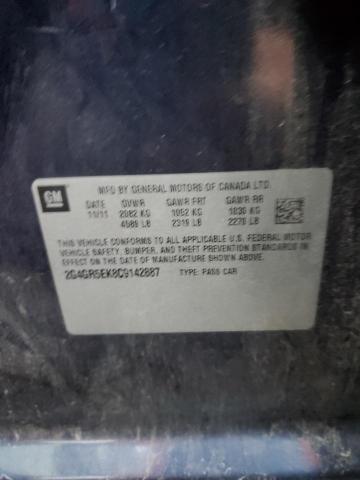 GM
MFD BY GENERAL MOTORS OF CANADA LTD.
DATE GVWR GAWR FRT GAWR RR
11/11 2082 KG 1052 KG 1030 KG
4589 LB 2319 LB 2270 LB
THIS VEHICLE CONFORMS TO ALL APPLICABLE U.S. FEDERAL MOTOR
VEHICLE SAFETY, BUMPER, AND THEFT PREVENTION STANDARDS
IN EFFECT ON THE DATE OF MANUFACTURE SHOWN ABOVE.
2G4GR5EK8C9142887 TYPE: PASS CAR